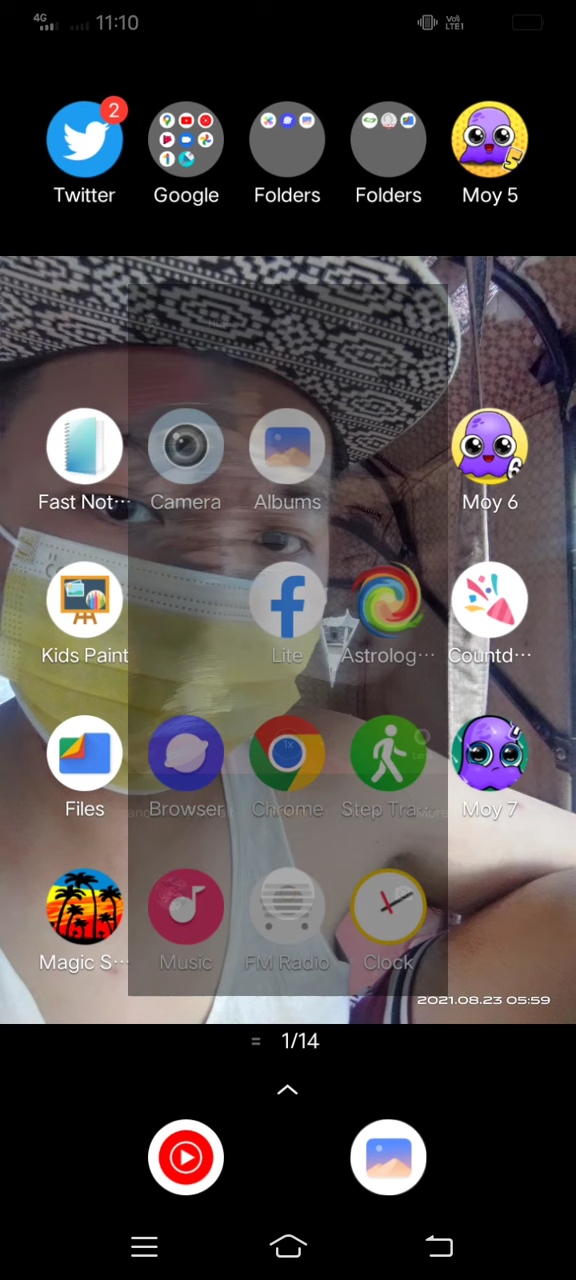 4G 11:10 VoLTE1
2
Twitter Google Folders Folders Moy 5
Fast Not··· Camera Albums Moy 6
Kids Paint Lite Astrolog··· Countd···
1x
Files Browser Chrome Step Tra··· Moy 7
Magic S··· Music FM Radio Clock
2021.08.23 05:59
1/14